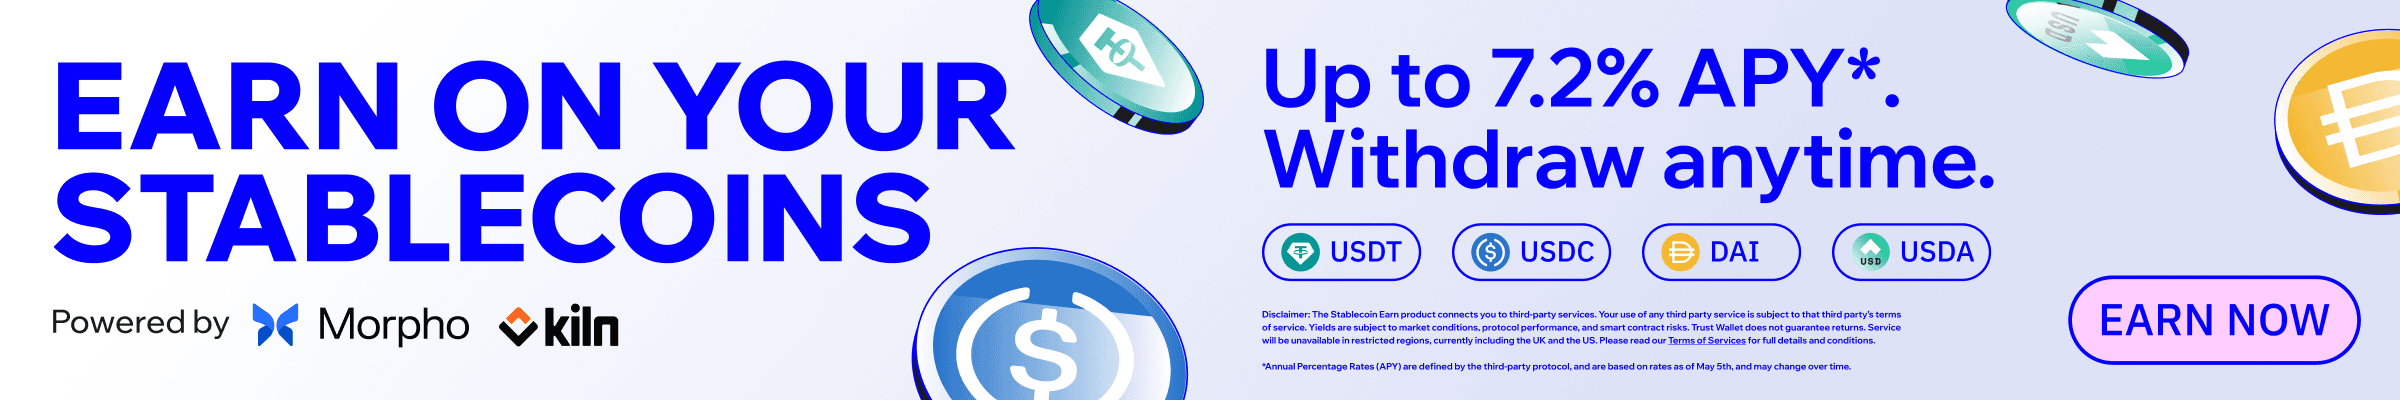 EARN ON YOUR
STABLECOINS
Powered by Morpho kiln
Up to 7.2% APY*.
Withdraw anytime.
USDT USDC DAI USDA
USD
Disclaimer: The Stablecoin Earn product connects you to third-party services. Your use of any third party service is subject to that third party's terms
of service. Yields are subject to market conditions, protocol performance, and smart contract risks. Trust Wallet does not guarantee returns. Service
will be unavailable in restricted regions, currently including the UK and the US. Please read our Terms of Services for full details and conditions.
*Annual Percentage Rates (APY) are defined by the third-party protocol, and are based on rates as of May 5th, and may change over time.
USD
EARN NOW